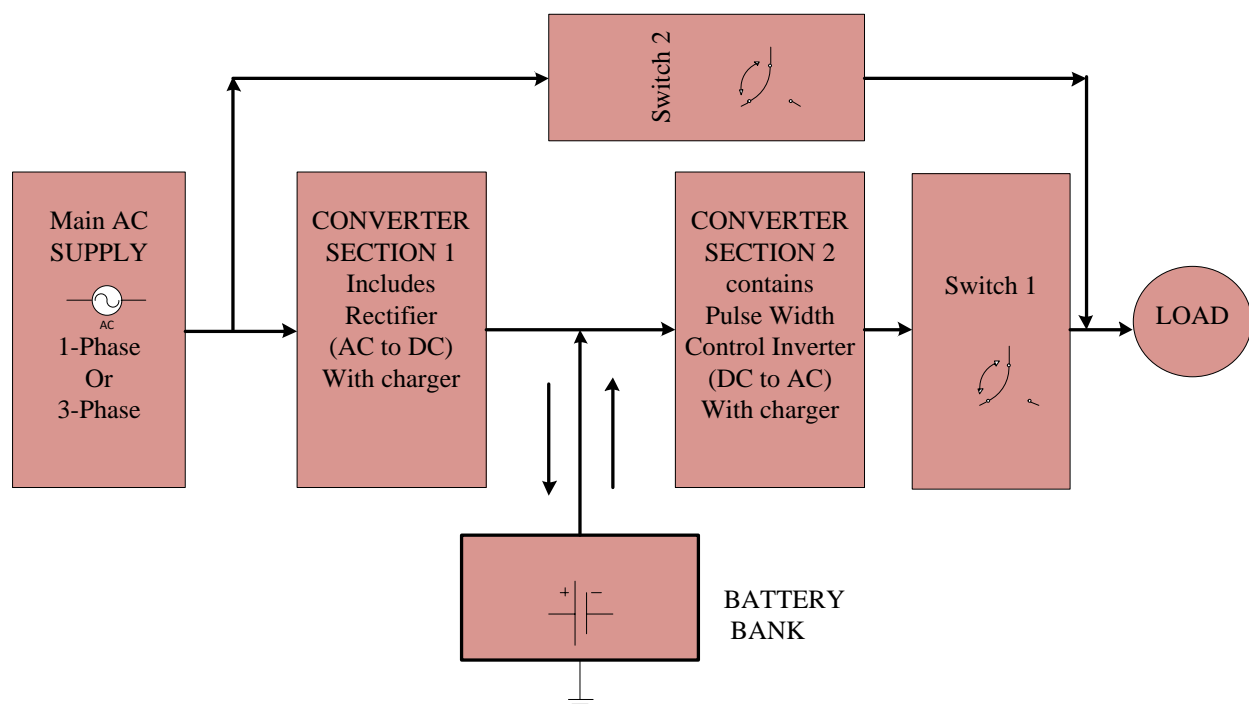 Switch 2
Main AC
SUPPLY
AC
1-Phase
Or
3-Phase
CONVERTER
SECTION 1
Includes
Rectifier
(AC to DC)
With charger
CONVERTER
SECTION 2
contains
Pulse Width
Control Inverter
(DC to AC)
With charger
Switch 1
LOAD
+ −
BATTERY
BANK